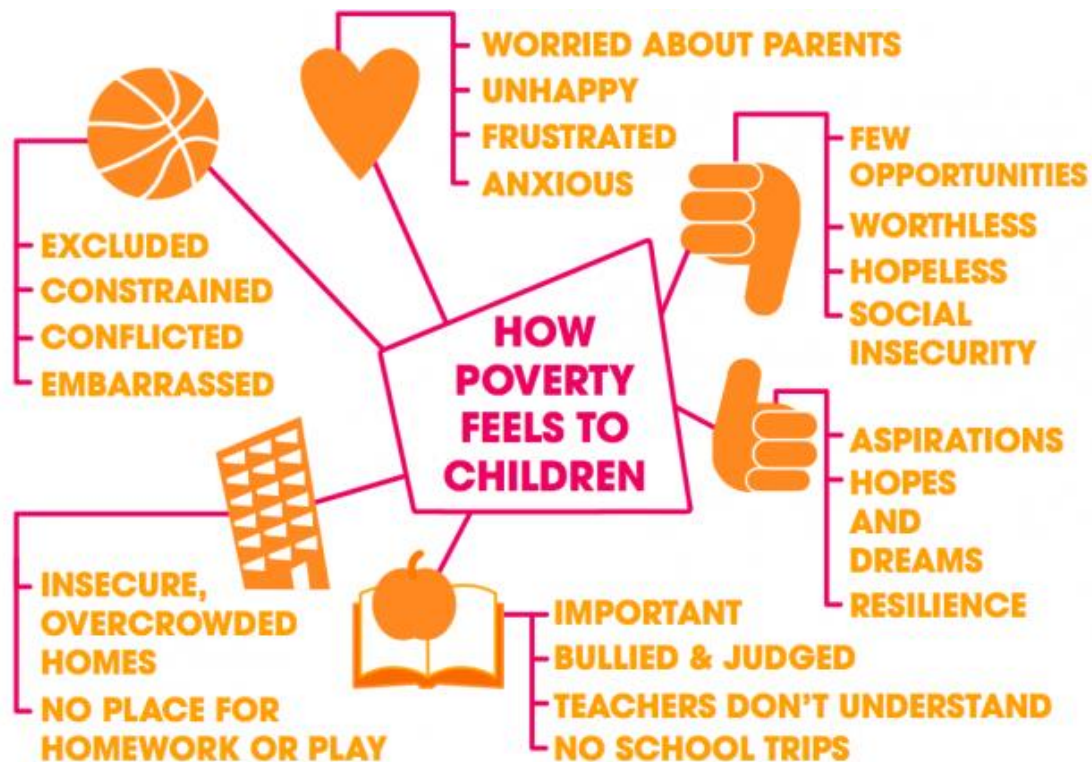 HOW
POVERTY
FEELS TO
CHILDREN
WORRIED ABOUT PARENTS
UNHAPPY
FRUSTRATED
ANXIOUS
FEW
OPPORTUNITIES
WORTHLESS
HOPELESS
SOCIAL
INSECURITY
ASPIRATIONS
HOPES
AND
DREAMS
RESILIENCE
IMPORTANT
BULLIED & JUDGED
TEACHERS DON'T UNDERSTAND
NO SCHOOL TRIPS
INSECURE,
OVERCROWDED
HOMES
NO PLACE FOR
HOMEWORK OR PLAY
EXCLUDED
CONSTRAINED
CONFLICTED
EMBARRASSED